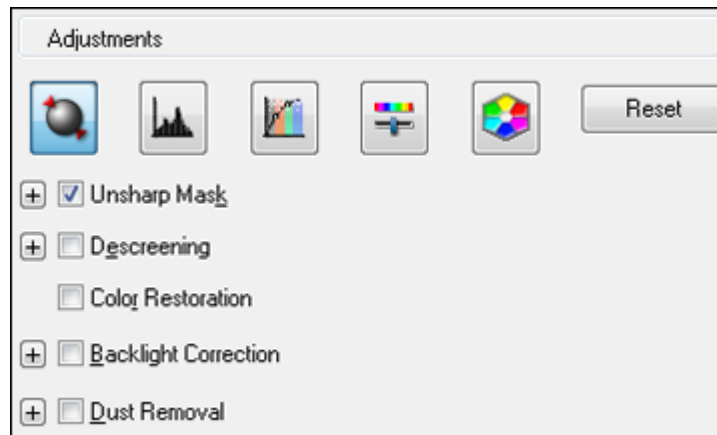 Adjustments
Reset
Unsharp Mask
Descreening
Color Restoration
Backlight Correction
Dust Removal